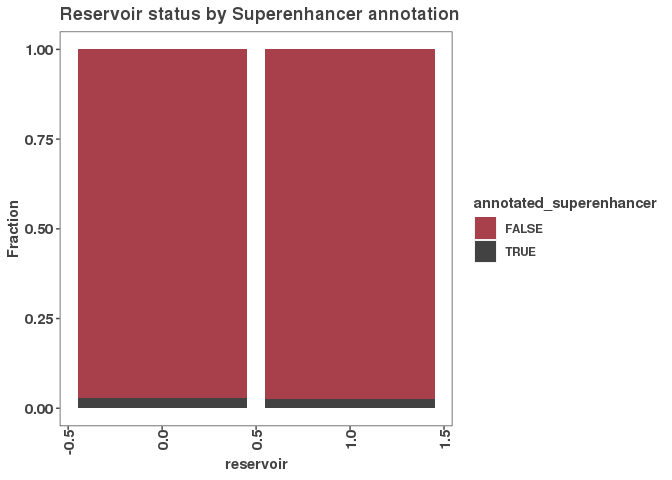 Reservoir status by Superenhancer annotation
1.00
0.75
0.50
0.25
0.00
Fraction
-0.5
0.0
0.5
1.0
1.5
reservoir
annotated_superenhancer
FALSE
TRUE